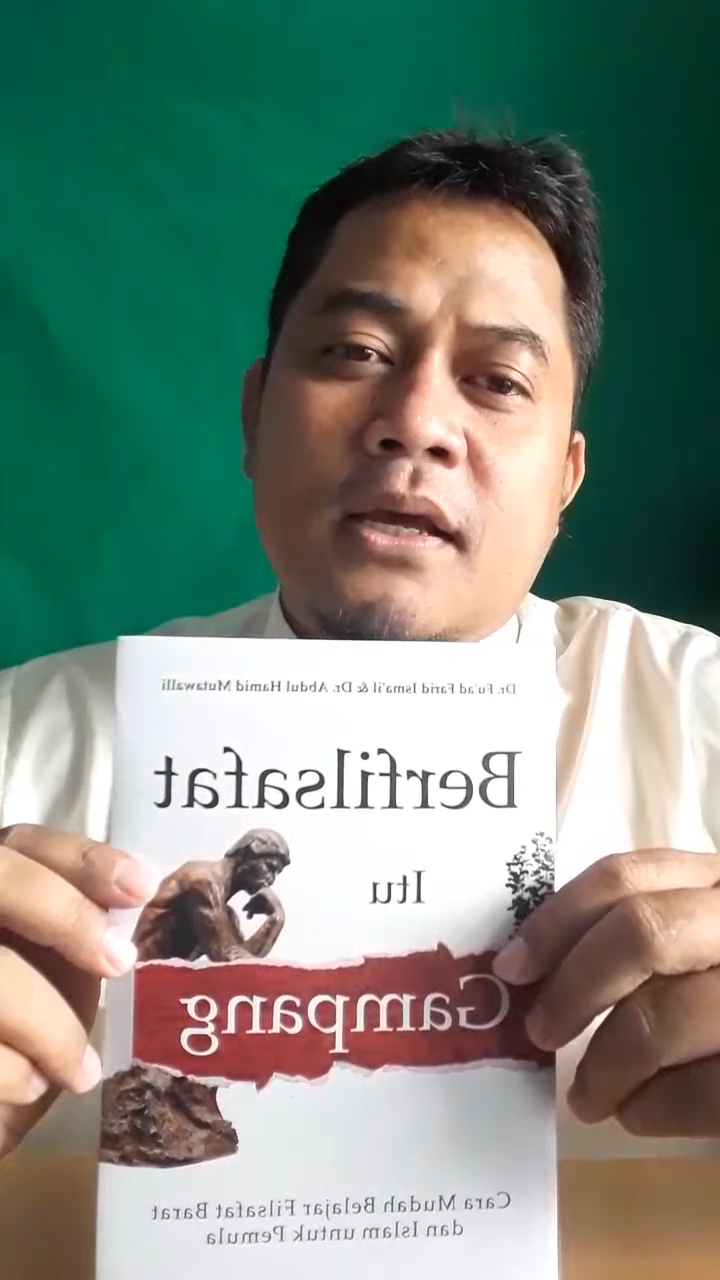 Dr. Fu'ad Farid Isma'il & Dr. Abdul Hamid Mutawalli
Berfilsafat
Itu
Gampang
Cara Mudah Belajar Filsafat Barat
dan Islam untuk Pemula